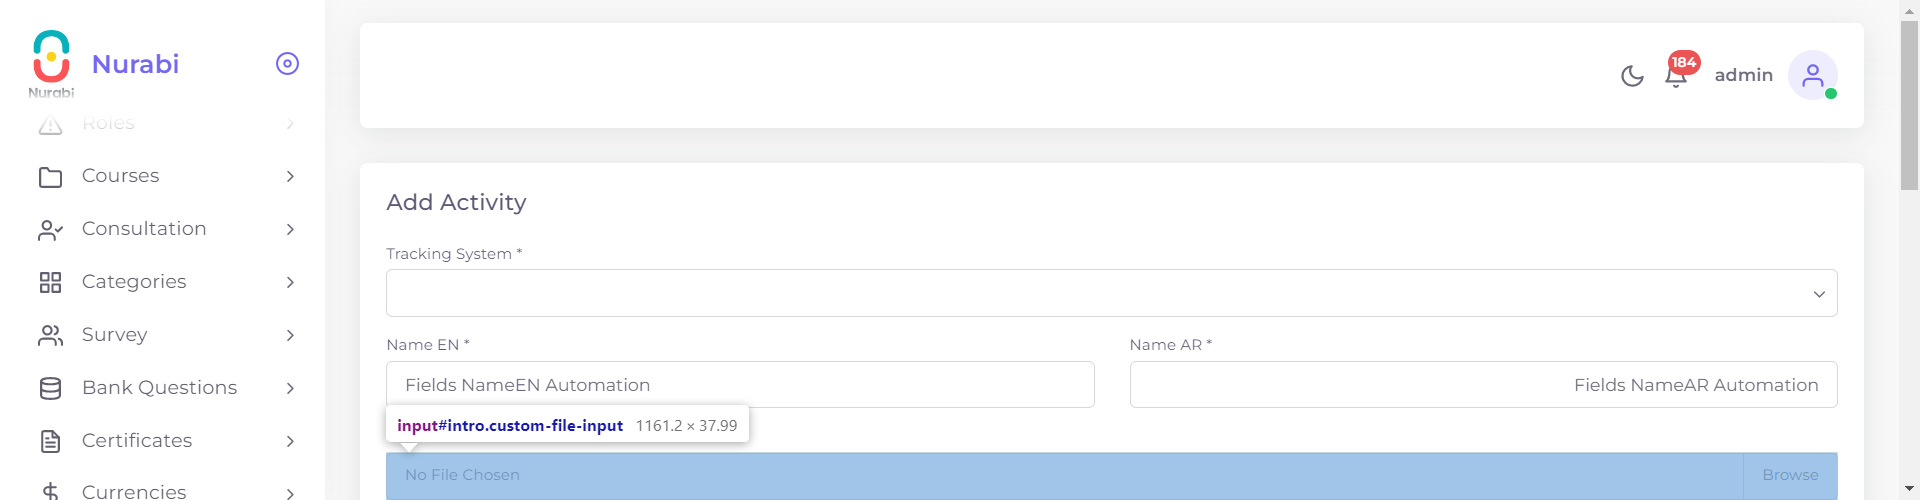 Nurabi
Nurabi
Roles
Courses
Consultation
Categories
Survey
Bank Questions
Certificates
Currencies
184
admin
Add Activity
Tracking System *
Name EN *
Name AR *
Fields NameEN Automation
Fields NameAR Automation
input#intro.custom-file-input 1161.2 × 37.99
No File Chosen
Browse